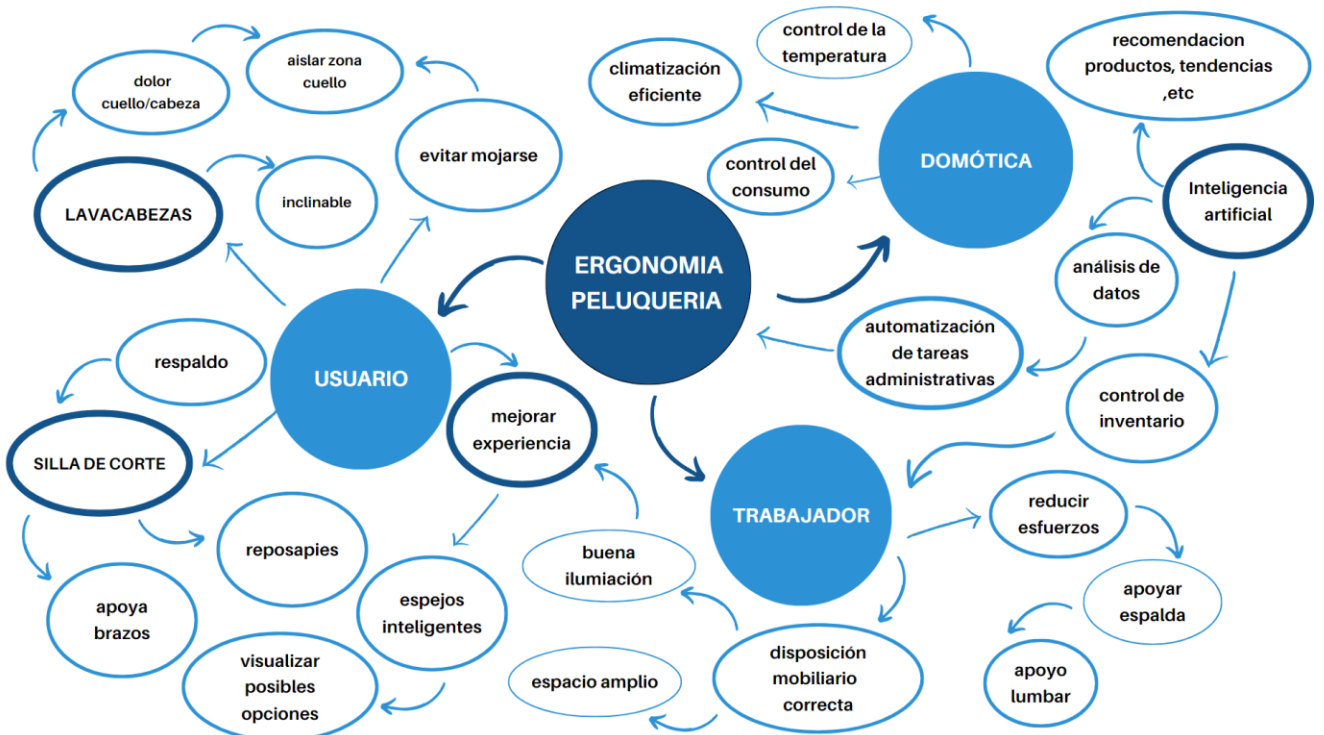 dolor
cuello/cabeza
aislar zona
cuello
evitar mojarse
LAVACABEZAS
inclinable
climatización
eficiente
control de la
temperatura
control del
consumo
DOMÓTICA
recomendacion
productos, tendencias
,etc
Inteligencia
artificial
análisis de
datos
ERGONOMIA
PELUQUERIA
automatización
de tareas
administrativas
control de
inventario
respaldo
USUARIO
mejorar
experiencia
SILLA DE CORTE
reposapies
apoya
brazos
espejos
inteligentes
visualizar
posibles
opciones
buena
ilumiación
espacio amplio
TRABAJADOR
disposición
mobiliario
correcta
reducir
esfuerzos
apoyar
espalda
apoyo
lumbar